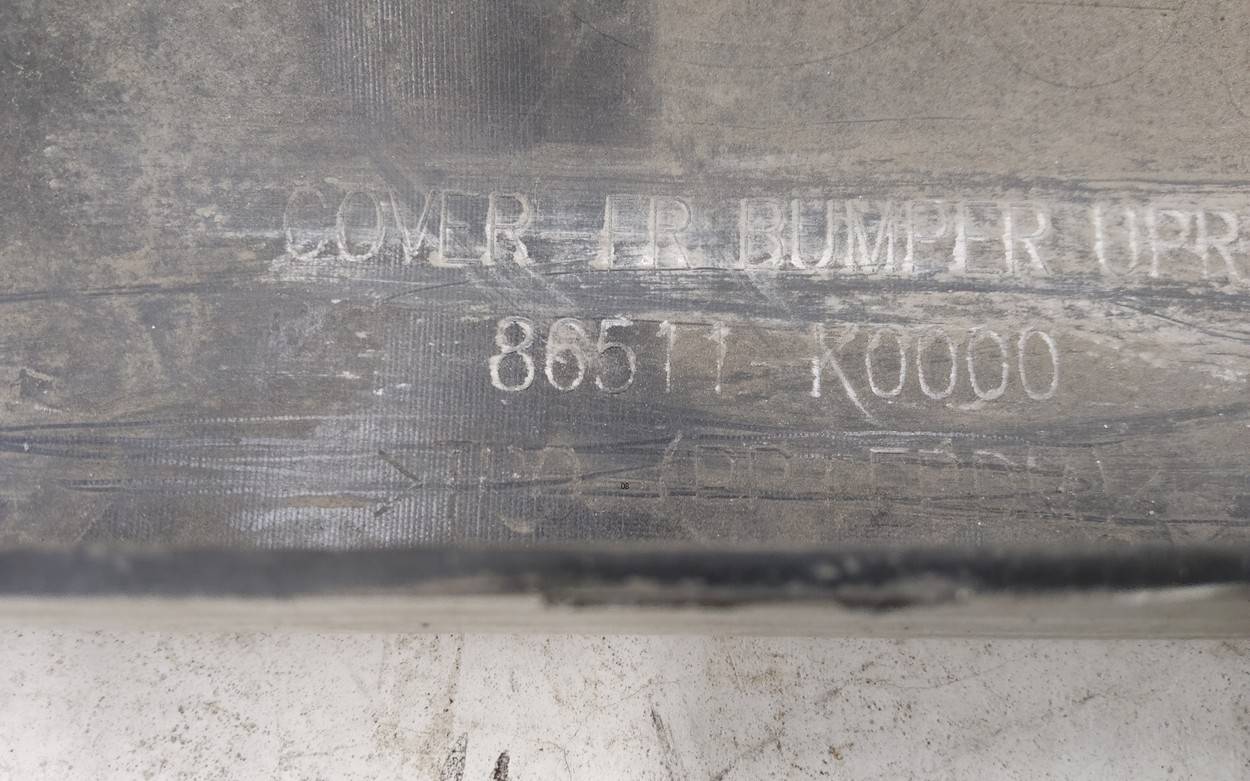 COVER FR BUMPER UPR
86511 K0000